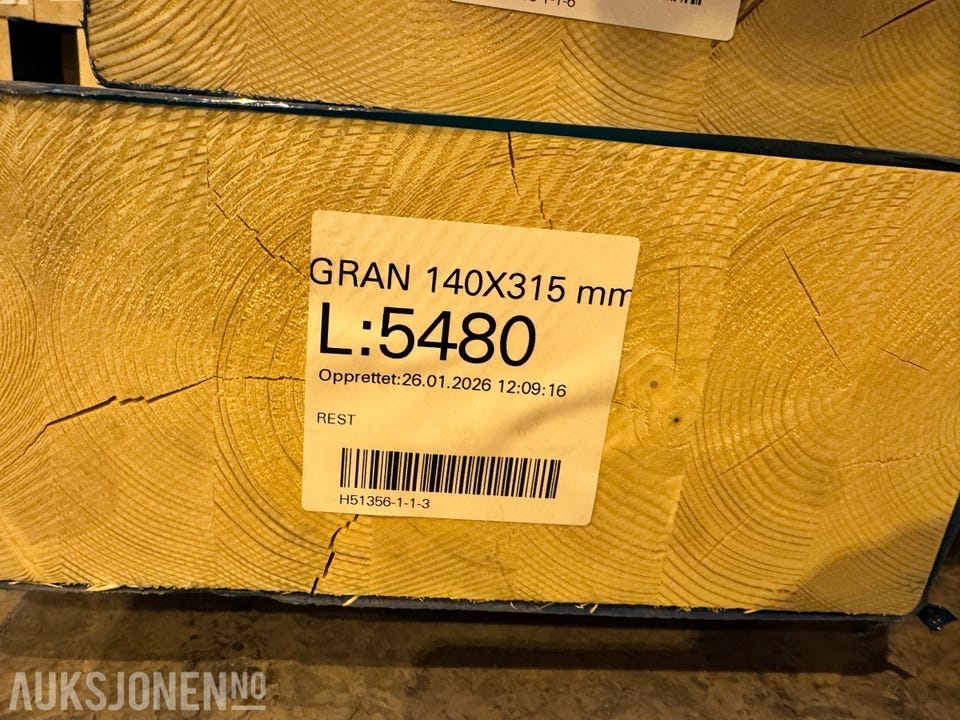 GRAN 140X315 mm
L:5480
Opprettet:26.01.2026 12:09:16
REST
H51356-1-1-3
AUKSJONEN.NO